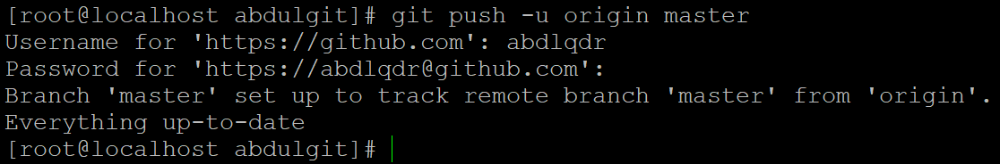 [root@localhost abdulgit]# git push -u origin master
Username for 'https://github.com': abdlqdr
Password for 'https://abdlqdr@github.com':
Branch 'master' set up to track remote branch 'master' from 'origin'.
Everything up-to-date
[root@localhost abdulgit]#